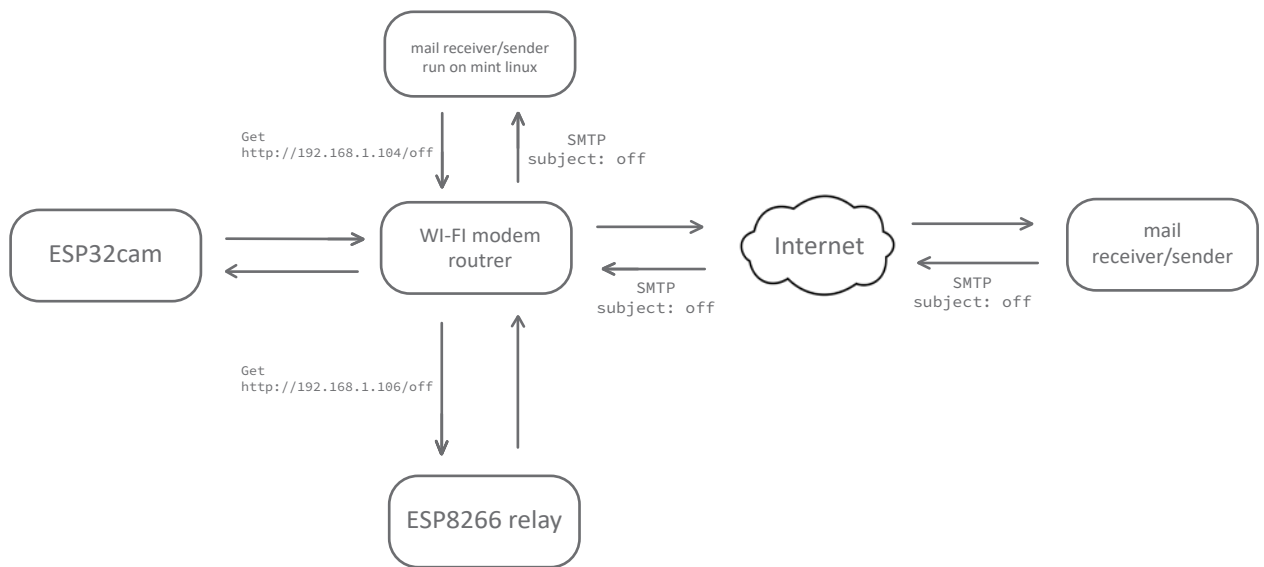 mail receiver/sender
run on mint linux
Get
http://192.168.1.104/off
SMTP
subject: off
ESP32cam
WI-FI modem
routrer
Internet
mail
receiver/sender
SMTP
subject: off
SMTP
subject: off
Get
http://192.168.1.106/off
ESP8266 relay